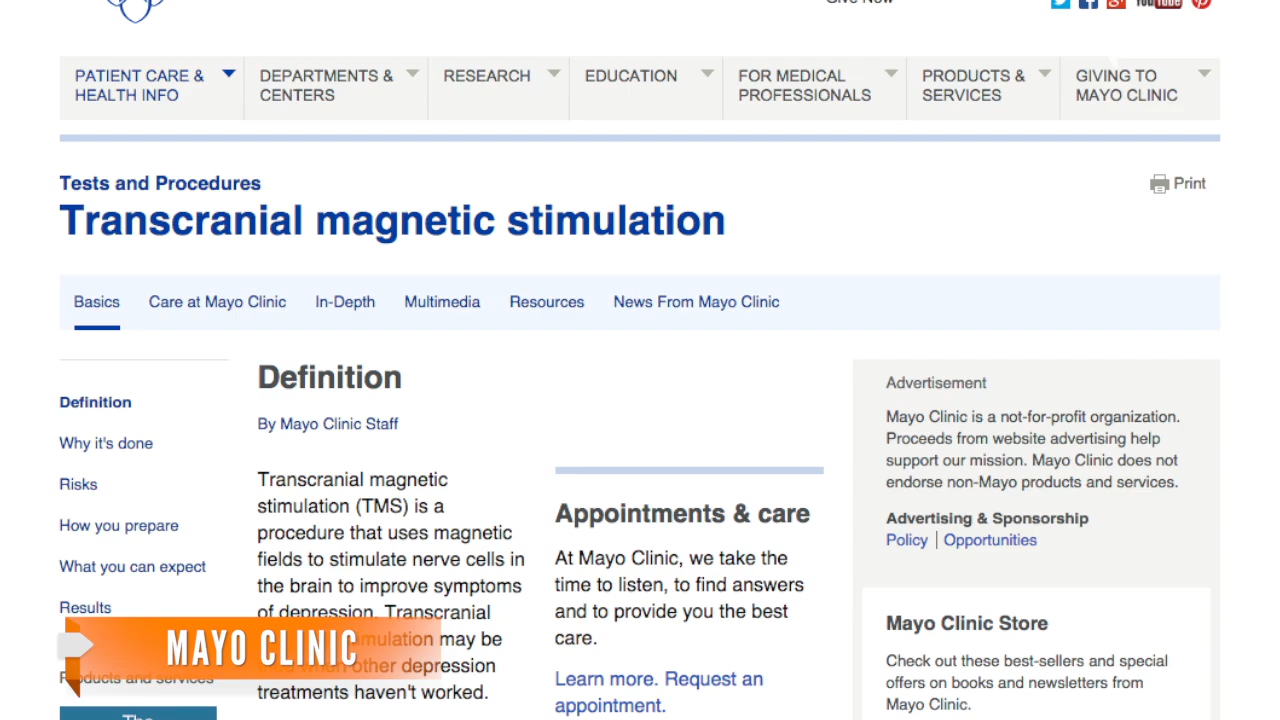 Give Now
YouTube
PATIENT CARE &
HEALTH INFO
DEPARTMENTS &
CENTERS
RESEARCH
EDUCATION
FOR MEDICAL
PROFESSIONALS
PRODUCTS &
SERVICES
GIVING TO
MAYO CLINIC
Tests and Procedures
Print
Transcranial magnetic stimulation
Basics
Care at Mayo Clinic
In-Depth
Multimedia
Resources
News From Mayo Clinic
Definition
Why it's done
Risks
How you prepare
What you can expect
Results
Products and services
The
Definition
By Mayo Clinic Staff
Transcranial magnetic
stimulation (TMS) is a
procedure that uses magnetic
fields to stimulate nerve cells in
the brain to improve symptoms
of depression. Transcranial
stimulation may be
when other depression
treatments haven't worked.
Appointments & care
At Mayo Clinic, we take the
time to listen, to find answers
and to provide you the best
care.
Learn more. Request an
appointment.
Advertisement
Mayo Clinic is a not-for-profit organization.
Proceeds from website advertising help
support our mission. Mayo Clinic does not
endorse non-Mayo products and services.
Advertising & Sponsorship
Policy | Opportunities
Mayo Clinic Store
Check out these best-sellers and special
offers on books and newsletters from
Mayo Clinic.
MAYO CLINIC